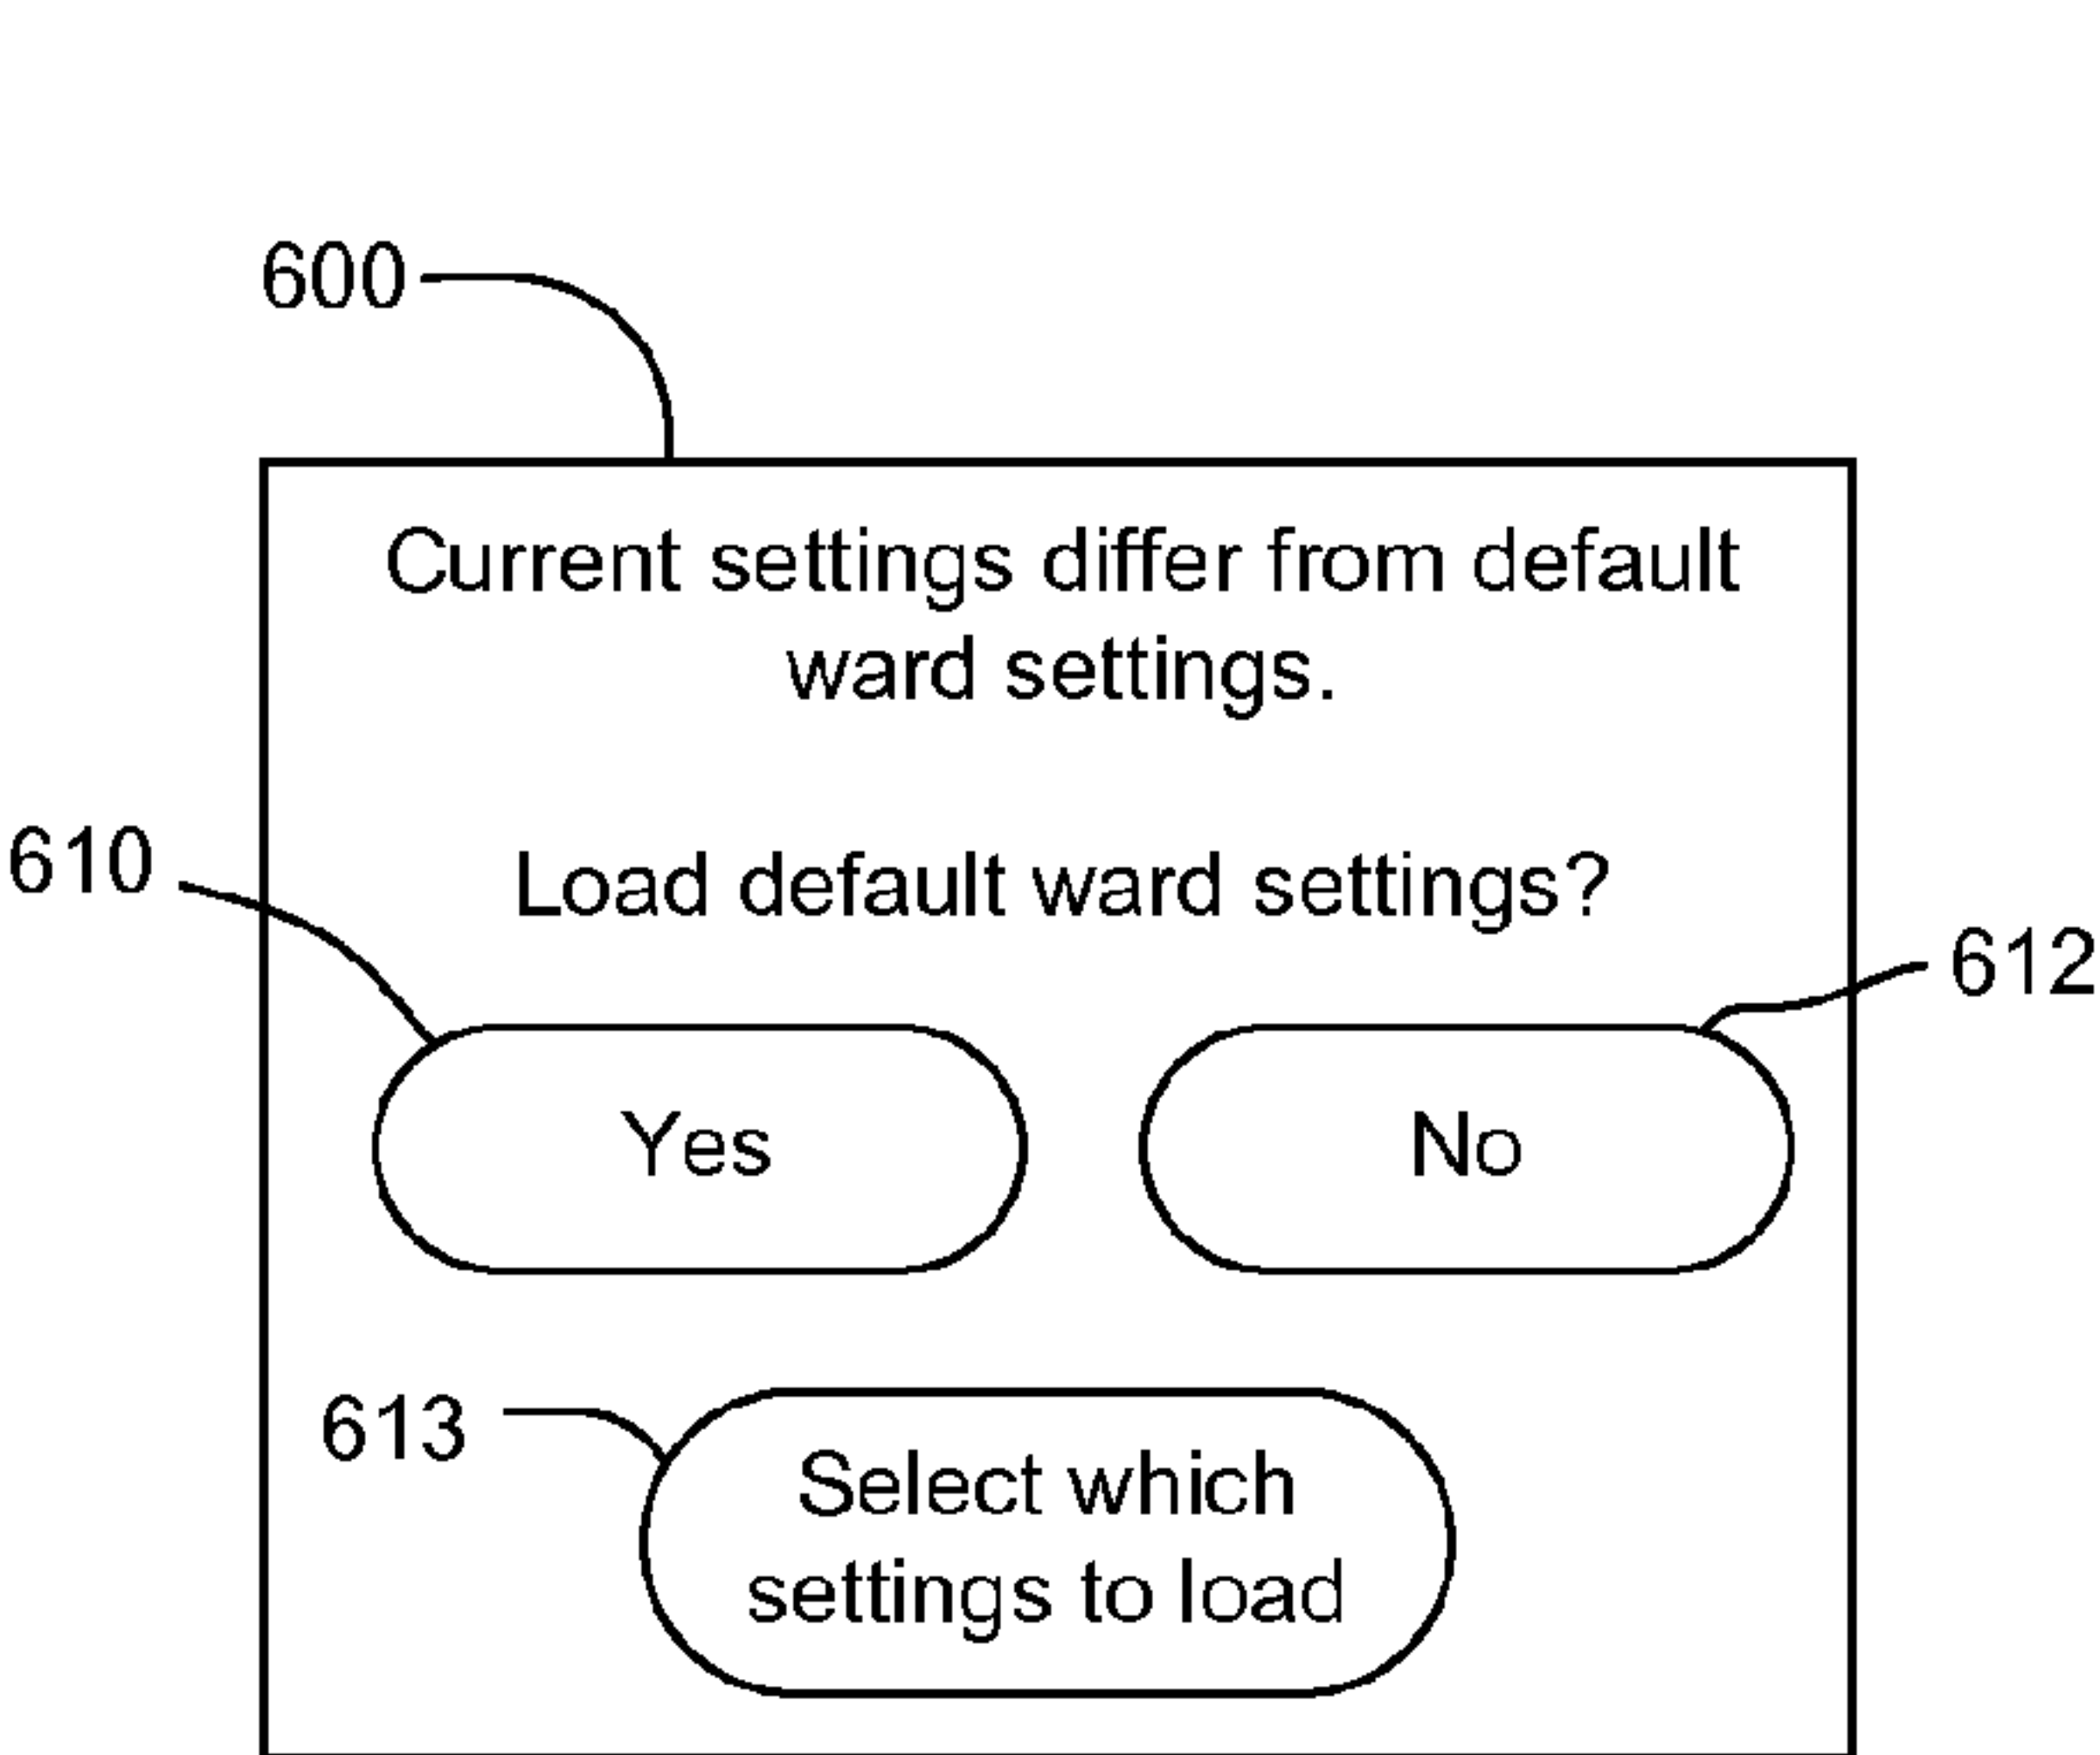 600
Current settings differ from default
ward settings.
610
Load default ward settings?
612
Yes
No
613
Select which
settings to load